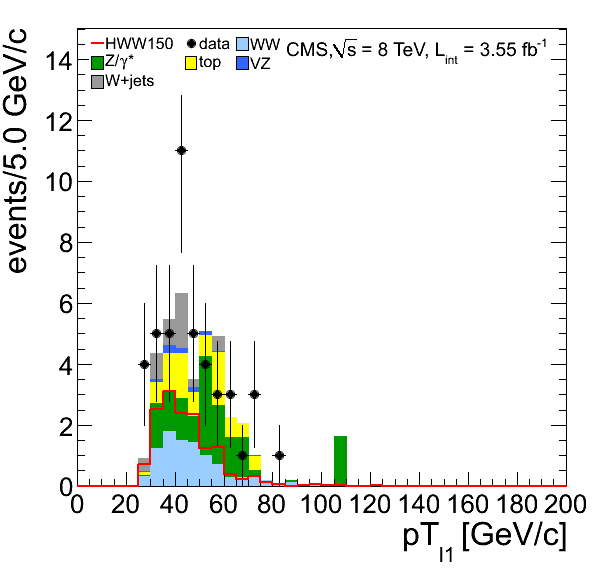 HWW150 data WW CMS,√s = 8 TeV, L_int = 3.55 fb⁻¹
Z/γ* top VZ
W+jets
events/5.0 GeV/c
14
12
10
8
6
4
2
0
0 20 40 60 80 100 120 140 160 180 200
pT_l1 [GeV/c]